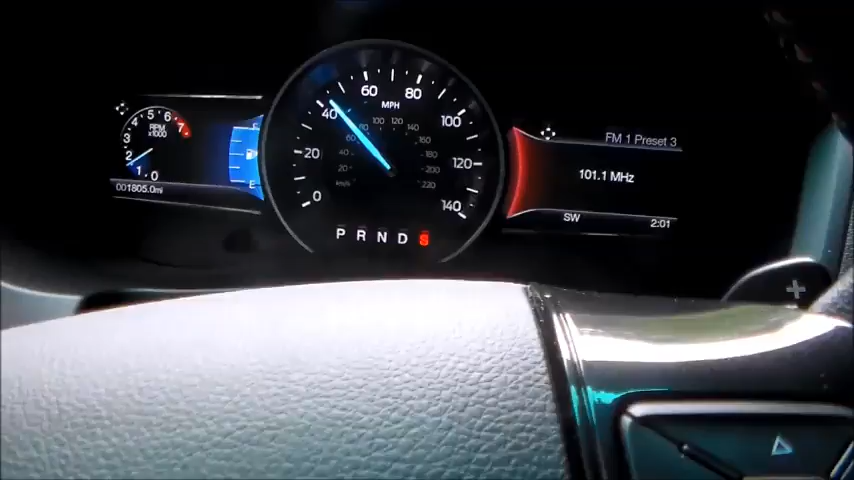 1 2 3 4 5 6 7
RPM
x1000
0
001805.0mi
F
E
0 20 40 60 80 100 120 140
MPH
20 40 60 80 100 120 140 160 180 200 220
km/h
P R N D S
FM 1 Preset 3
101.1 MHz
SW
2:01
+